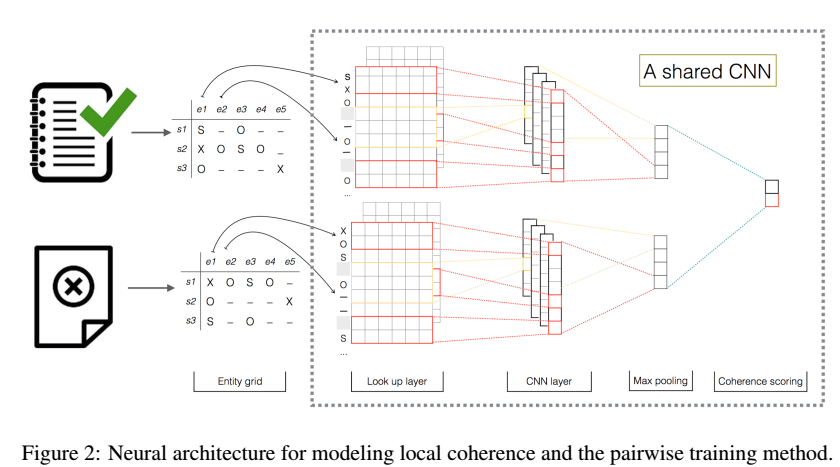 A shared CNN
e1 e2 e3 e4 e5
s1 S – O – –
s2 X O S O –
s3 O – – – X
S
X
O
—
O
—
O
...
e1 e2 e3 e4 e5
s1 X O S O –
s2 O – – – X
s3 S – O – –
X
O
S
O
—
—
S
...
Entity grid
Look up layer
CNN layer
Max pooling
Coherence scoring
Figure 2: Neural architecture for modeling local coherence and the pairwise training method.